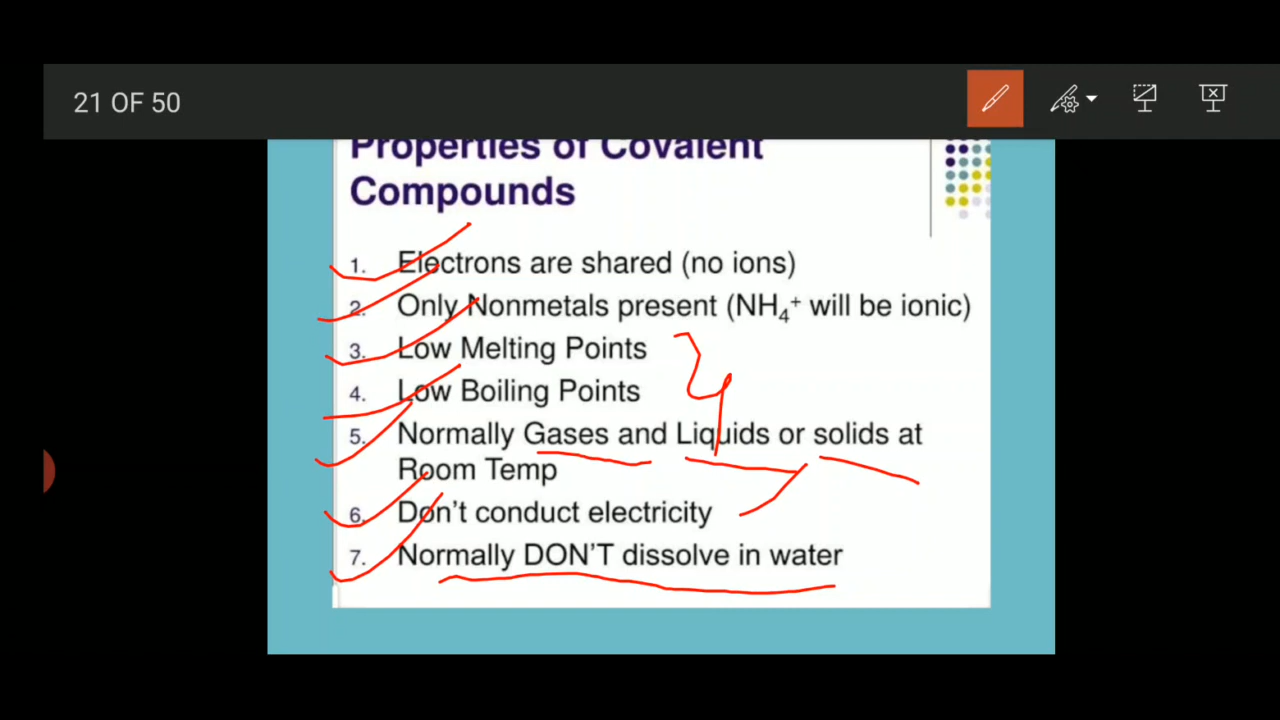 21 OF 50
Properties of Covalent
Compounds
1. Electrons are shared (no ions)
2. Only Nonmetals present (NH₄⁺ will be ionic)
3. Low Melting Points
4. Low Boiling Points
5. Normally Gases and Liquids or solids at
Room Temp
6. Don't conduct electricity
7. Normally DON'T dissolve in water